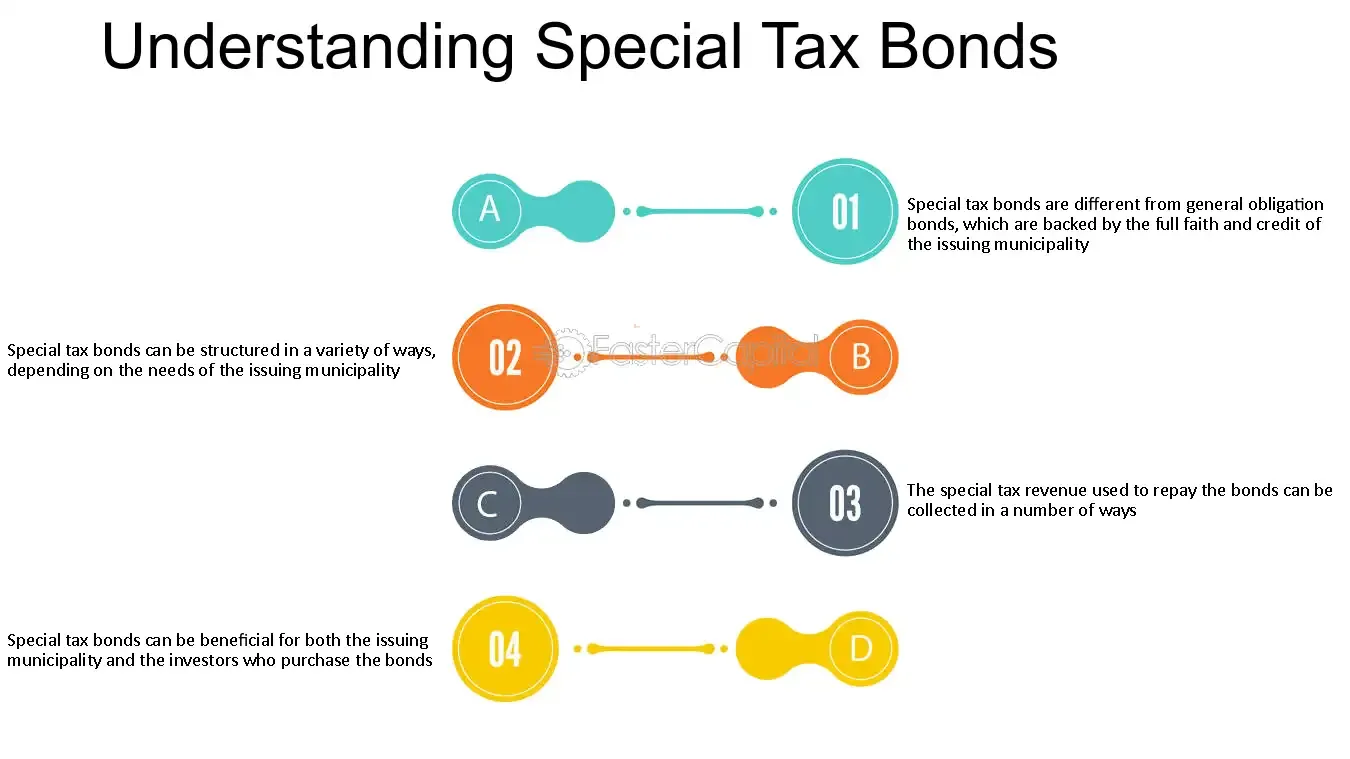 Understanding Special Tax Bonds
A
01
Special tax bonds are different from general obligation
bonds, which are backed by the full faith and credit of
the issuing municipality
Special tax bonds can be structured in a variety of ways,
depending on the needs of the issuing municipality
02
FasterCapital
B
C
03
The special tax revenue used to repay the bonds can be
collected in a number of ways
Special tax bonds can be beneficial for both the issuing
municipality and the investors who purchase the bonds
04
D